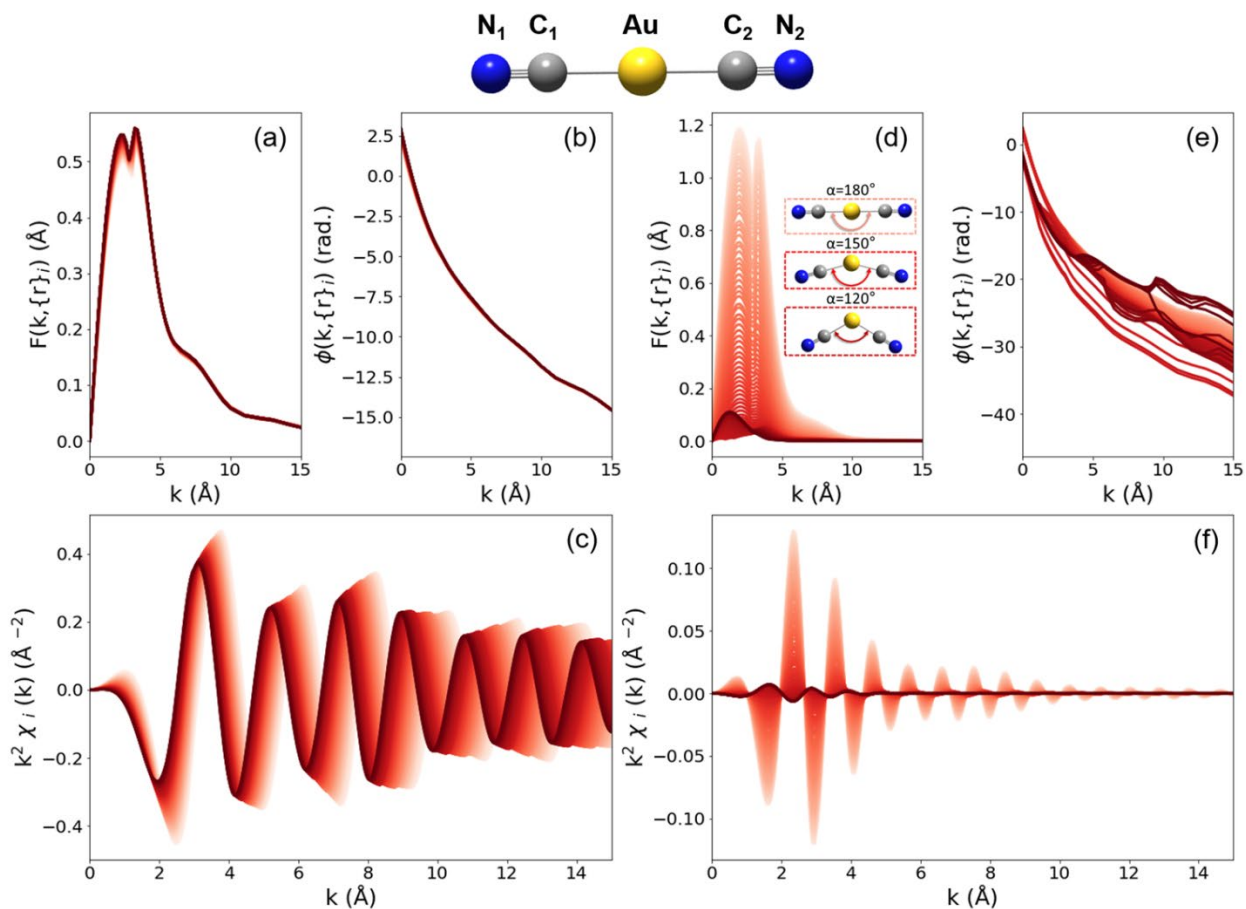 N₁ C₁ Au C₂ N₂
(a)
F(k,{r}ᵢ) (Å)
0.5
0.4
0.3
0.2
0.1
0.0
0 5 10 15
k (Å)
(b)
ϕ(k,{r}ᵢ) (rad.)
2.5
0.0
−2.5
−5.0
−7.5
−10.0
−12.5
−15.0
0 5 10 15
k (Å)
(d)
F(k,{r}ᵢ) (Å)
1.2
1.0
0.8
0.6
0.4
0.2
0.0
α=180°
α=150°
α=120°
0 5 10 15
k (Å)
(e)
ϕ(k,{r}ᵢ) (rad.)
0
−10
−20
−30
−40
0 5 10 15
k (Å)
(c)
k² χ ᵢ (k) (Å ⁻²)
0.4
0.2
0.0
−0.2
−0.4
0 2 4 6 8 10 12 14
k (Å)
(f)
k² χ ᵢ (k) (Å ⁻²)
0.10
0.05
0.00
−0.05
−0.10
0 2 4 6 8 10 12 14
k (Å)